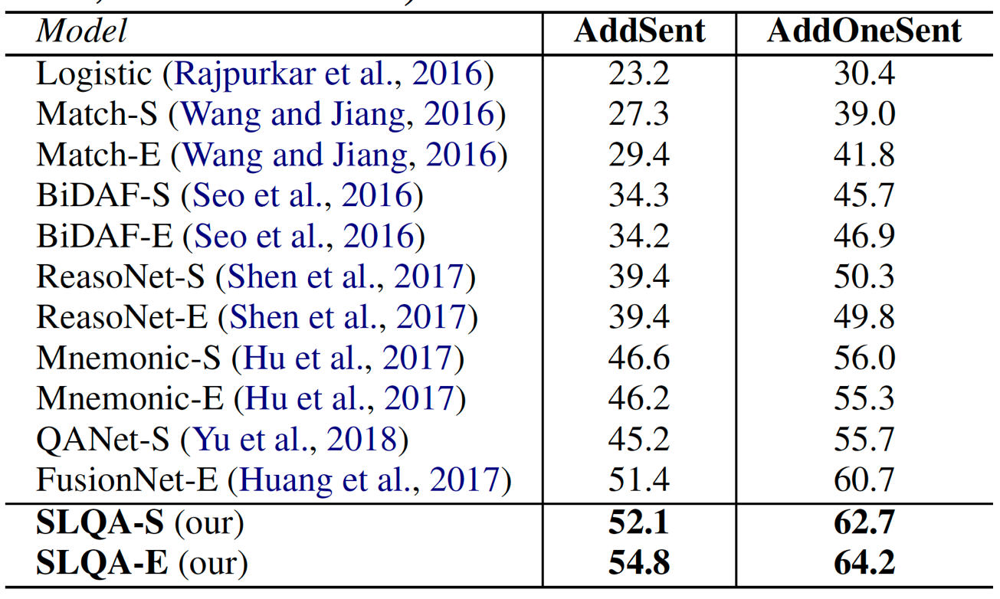 Model AddSent AddOneSent
Logistic (Rajpurkar et al., 2016) 23.2 30.4
Match-S (Wang and Jiang, 2016) 27.3 39.0
Match-E (Wang and Jiang, 2016) 29.4 41.8
BiDAF-S (Seo et al., 2016) 34.3 45.7
BiDAF-E (Seo et al., 2016) 34.2 46.9
ReasoNet-S (Shen et al., 2017) 39.4 50.3
ReasoNet-E (Shen et al., 2017) 39.4 49.8
Mnemonic-S (Hu et al., 2017) 46.6 56.0
Mnemonic-E (Hu et al., 2017) 46.2 55.3
QANet-S (Yu et al., 2018) 45.2 55.7
FusionNet-E (Huang et al., 2017) 51.4 60.7
SLQA-S (our) 52.1 62.7
SLQA-E (our) 54.8 64.2